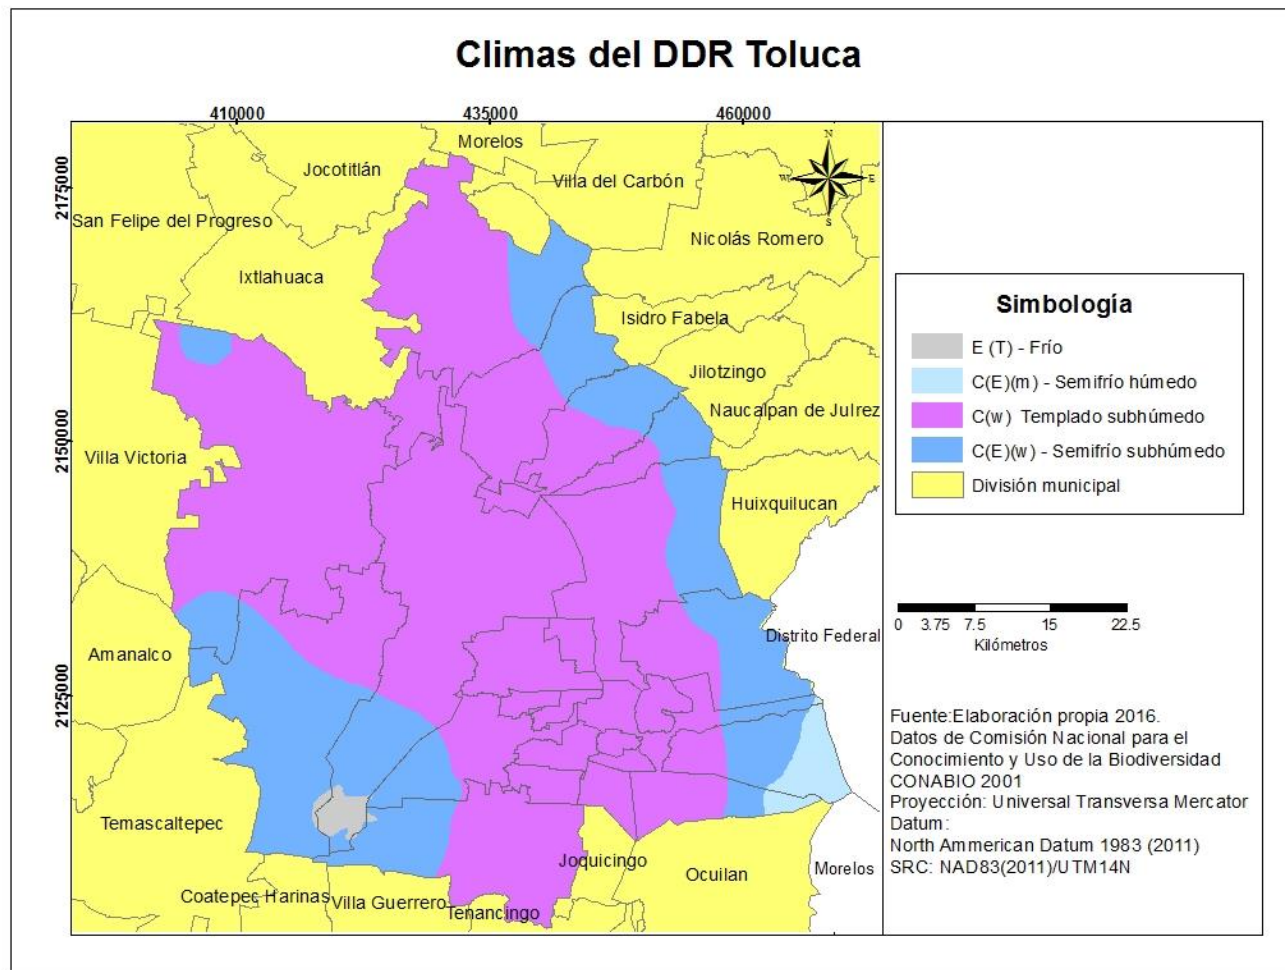 Climas del DDR Toluca
410000
435000
460000
2175000
2150000
2125000
Morelos
Jocotitlán
Villa del Carbón
San Felipe del Progreso
Nicolás Romero
Ixtlahuaca
Isidro Fabela
Jilotzingo
Naucalpan de Julrez
Villa Victoria
Huixquilucan
Distrito Federal
Amanalco
Temascaltepec
Joquicingo
Ocuilan
Morelos
Coatepec Harinas
Villa Guerrero
Tenancingo
N
W
E
S
Simbología
E (T) - Frío
C(E)(m) - Semifrío húmedo
C(w) Templado subhúmedo
C(E)(w) - Semifrío subhúmedo
División municipal
0 3.75 7.5 15 22.5
Kilómetros
Fuente:Elaboración propia 2016.
Datos de Comisión Nacional para el
Conocimiento y Uso de la Biodiversidad
CONABIO 2001
Proyección: Universal Transversa Mercator
Datum:
North Ammerican Datum 1983 (2011)
SRC: NAD83(2011)/UTM14N